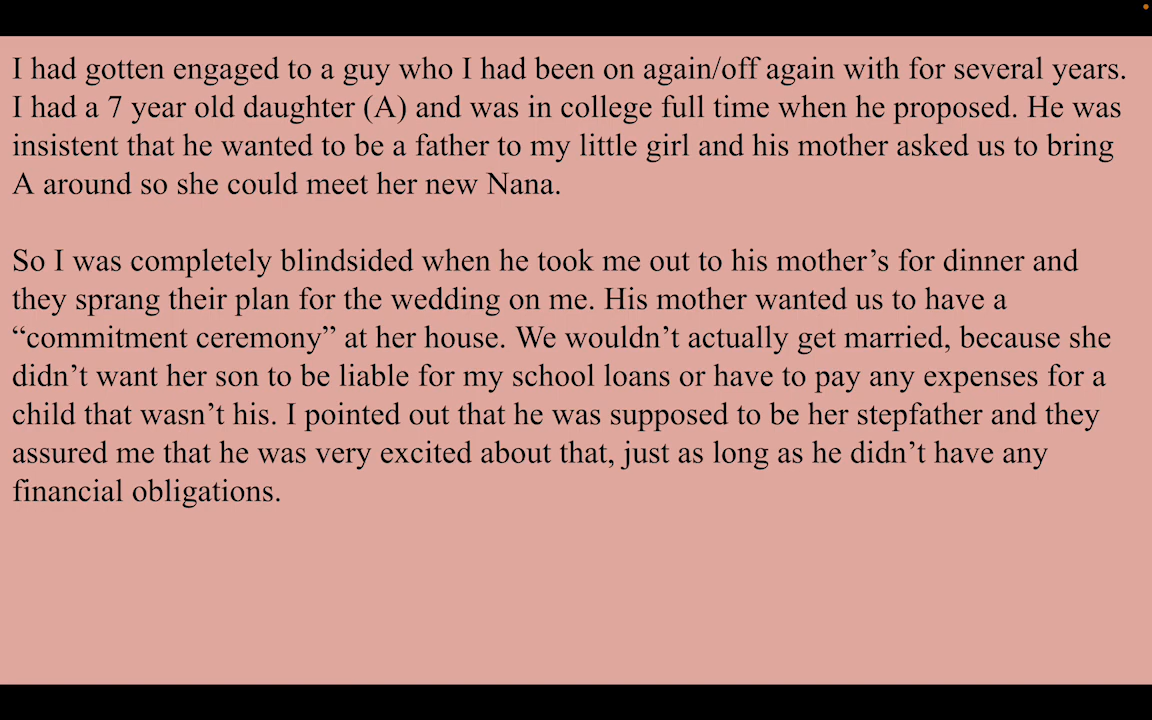 I had gotten engaged to a guy who I had been on again/off again with for several years.
I had a 7 year old daughter (A) and was in college full time when he proposed. He was
insistent that he wanted to be a father to my little girl and his mother asked us to bring
A around so she could meet her new Nana.
So I was completely blindsided when he took me out to his mother’s for dinner and
they sprang their plan for the wedding on me. His mother wanted us to have a
“commitment ceremony” at her house. We wouldn’t actually get married, because she
didn’t want her son to be liable for my school loans or have to pay any expenses for a
child that wasn’t his. I pointed out that he was supposed to be her stepfather and they
assured me that he was very excited about that, just as long as he didn’t have any
financial obligations.